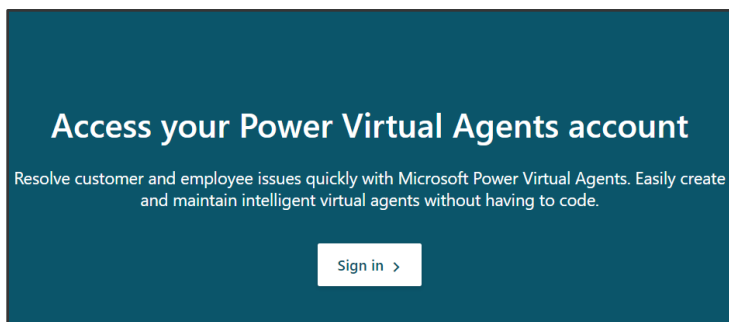 Access your Power Virtual Agents account
Resolve customer and employee issues quickly with Microsoft Power Virtual Agents. Easily create
and maintain intelligent virtual agents without having to code.
Sign in >